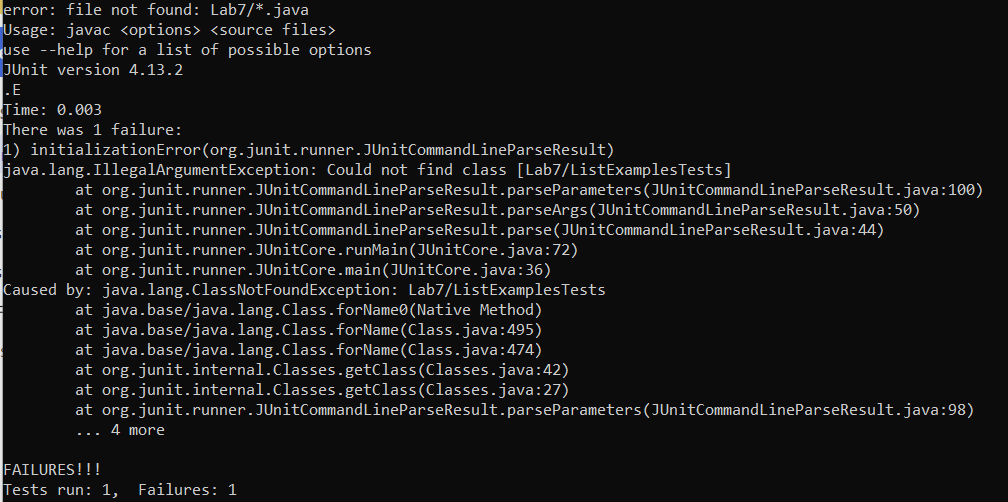 error: file not found: Lab7/*.java
Usage: javac <options> <source files>
use --help for a list of possible options
JUnit version 4.13.2
.E
Time: 0.003
There was 1 failure:
1) initializationError(org.junit.runner.JUnitCommandLineParseResult)
java.lang.IllegalArgumentException: Could not find class [Lab7/ListExamplesTests]
        at org.junit.runner.JUnitCommandLineParseResult.parseParameters(JUnitCommandLineParseResult.java:100)
        at org.junit.runner.JUnitCommandLineParseResult.parseArgs(JUnitCommandLineParseResult.java:50)
        at org.junit.runner.JUnitCommandLineParseResult.parse(JUnitCommandLineParseResult.java:44)
        at org.junit.runner.JUnitCore.runMain(JUnitCore.java:72)
        at org.junit.runner.JUnitCore.main(JUnitCore.java:36)
Caused by: java.lang.ClassNotFoundException: Lab7/ListExamplesTests
        at java.base/java.lang.Class.forName0(Native Method)
        at java.base/java.lang.Class.forName(Class.java:495)
        at java.base/java.lang.Class.forName(Class.java:474)
        at org.junit.internal.Classes.getClass(Classes.java:42)
        at org.junit.internal.Classes.getClass(Classes.java:27)
        at org.junit.runner.JUnitCommandLineParseResult.parseParameters(JUnitCommandLineParseResult.java:98)
        ... 4 more

FAILURES!!!
Tests run: 1,  Failures: 1